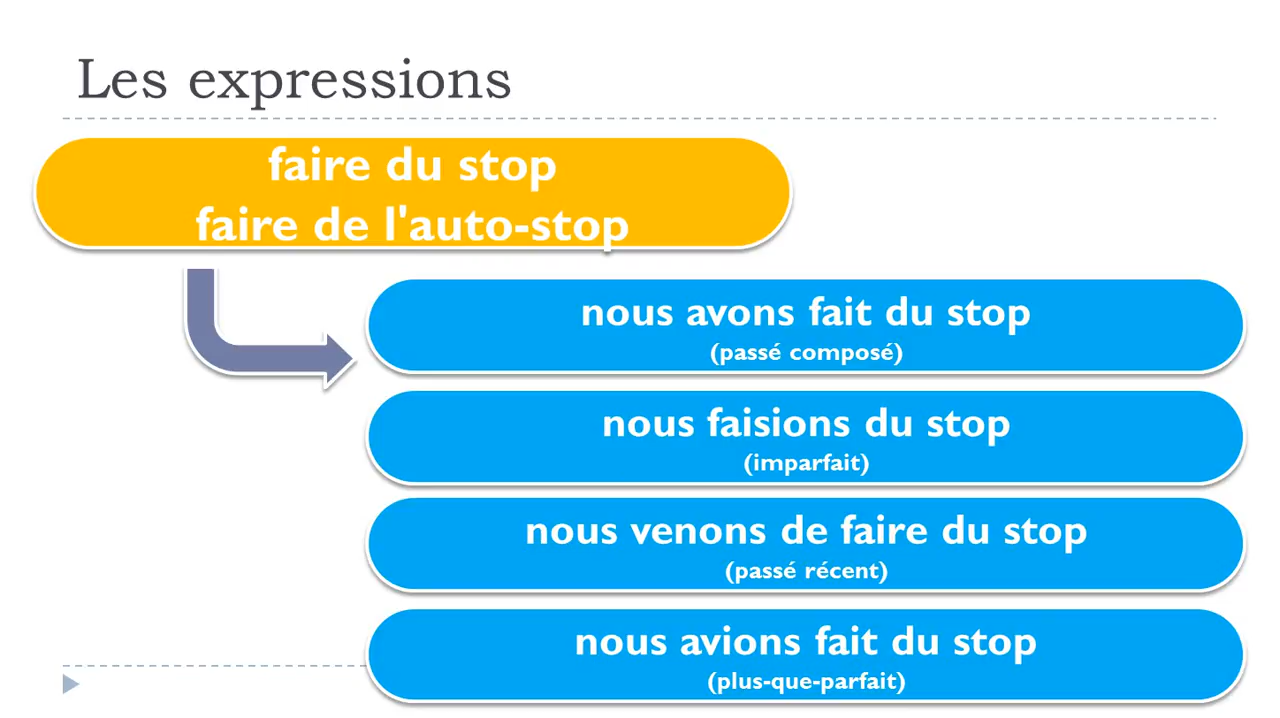 Les expressions
faire du stop
faire de l'auto-stop
nous avons fait du stop
(passé composé)
nous faisions du stop
(imparfait)
nous venons de faire du stop
(passé récent)
nous avions fait du stop
(plus-que-parfait)